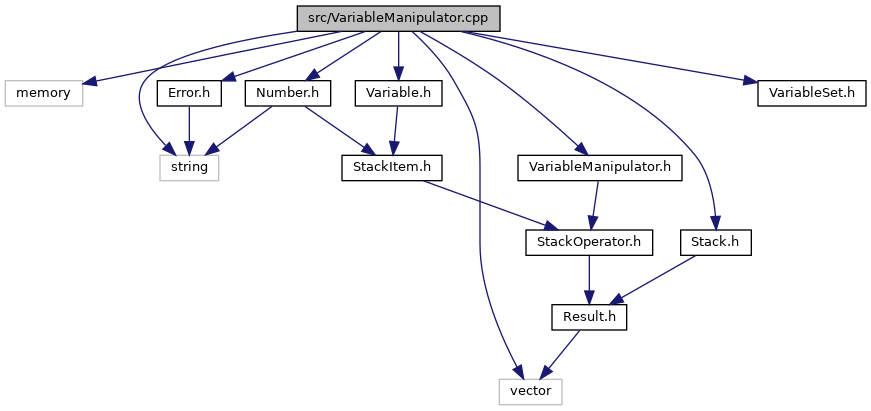 src/VariableManipulator.cpp
memory
Error.h
Number.h
Variable.h
VariableSet.h
string
StackItem.h
VariableManipulator.h
StackOperator.h
Stack.h
Result.h
vector